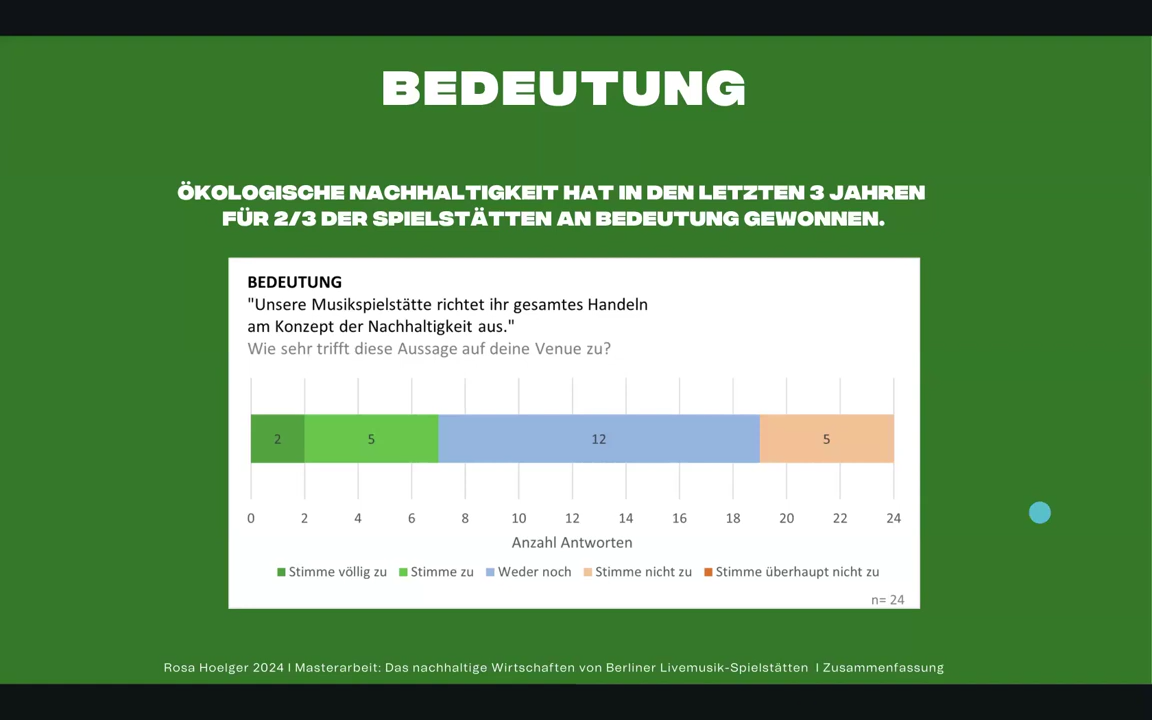 BEDEUTUNG
ÖKOLOGISCHE NACHHALTIGKEIT HAT IN DEN LETZTEN 3 JAHREN
FÜR 2/3 DER SPIELSTÄTTEN AN BEDEUTUNG GEWONNEN.
BEDEUTUNG
"Unsere Musikspielstätte richtet ihr gesamtes Handeln
am Konzept der Nachhaltigkeit aus."
Wie sehr trifft diese Aussage auf deine Venue zu?
2 5 12 5
0 2 4 6 8 10 12 14 16 18 20 22 24
Anzahl Antworten
Stimme völlig zu Stimme zu Weder noch Stimme nicht zu Stimme überhaupt nicht zu
n= 24
Rosa Hoelger 2024 I Masterarbeit: Das nachhaltige Wirtschaften von Berliner Livemusik-Spielstätten I Zusammenfassung